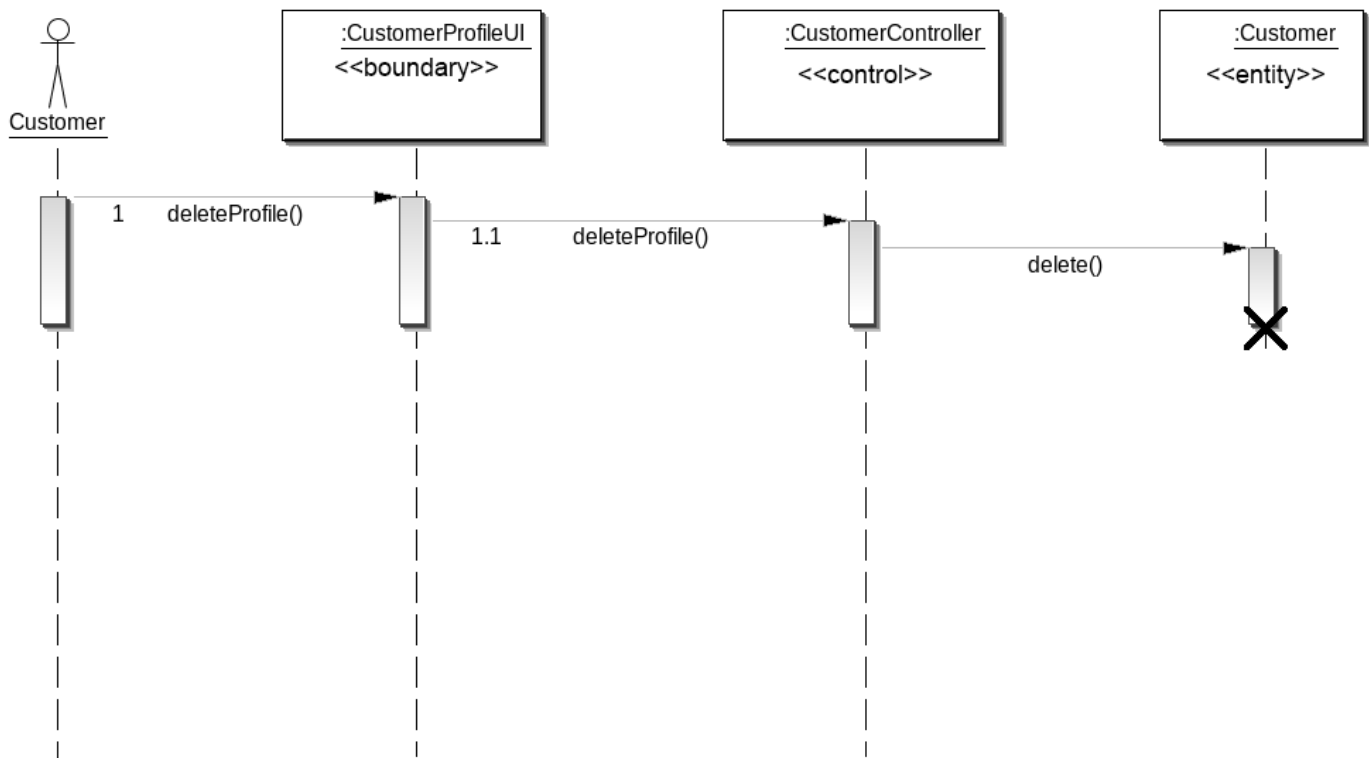 :CustomerProfileUI
<<boundary>>
:CustomerController
<<control>>
:Customer
<<entity>>
Customer
1 deleteProfile()
1.1 deleteProfile()
delete()